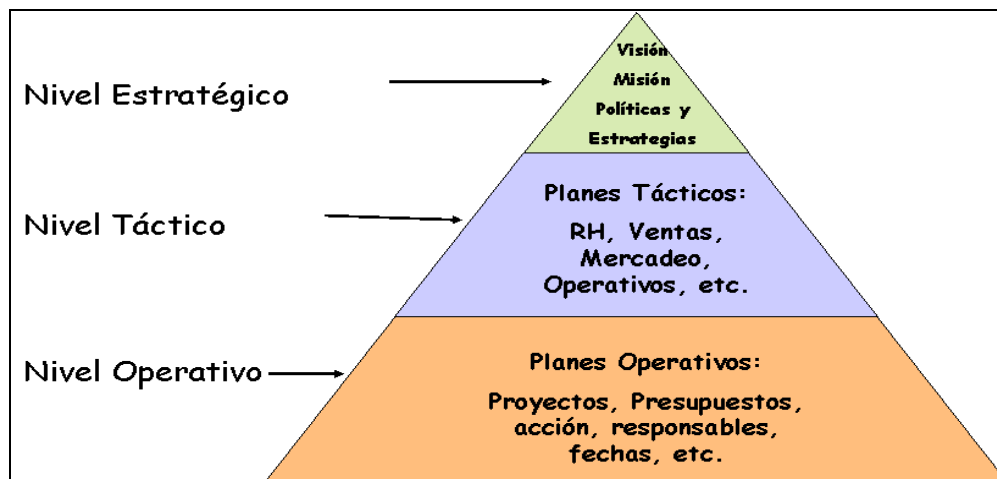 Nivel Estratégico
Visión
Misión
Políticas y
Estrategias
Nivel Táctico
Planes Tácticos:
RH, Ventas,
Mercadeo,
Operativos, etc.
Nivel Operativo
Planes Operativos:
Proyectos, Presupuestos,
acción, responsables,
fechas, etc.